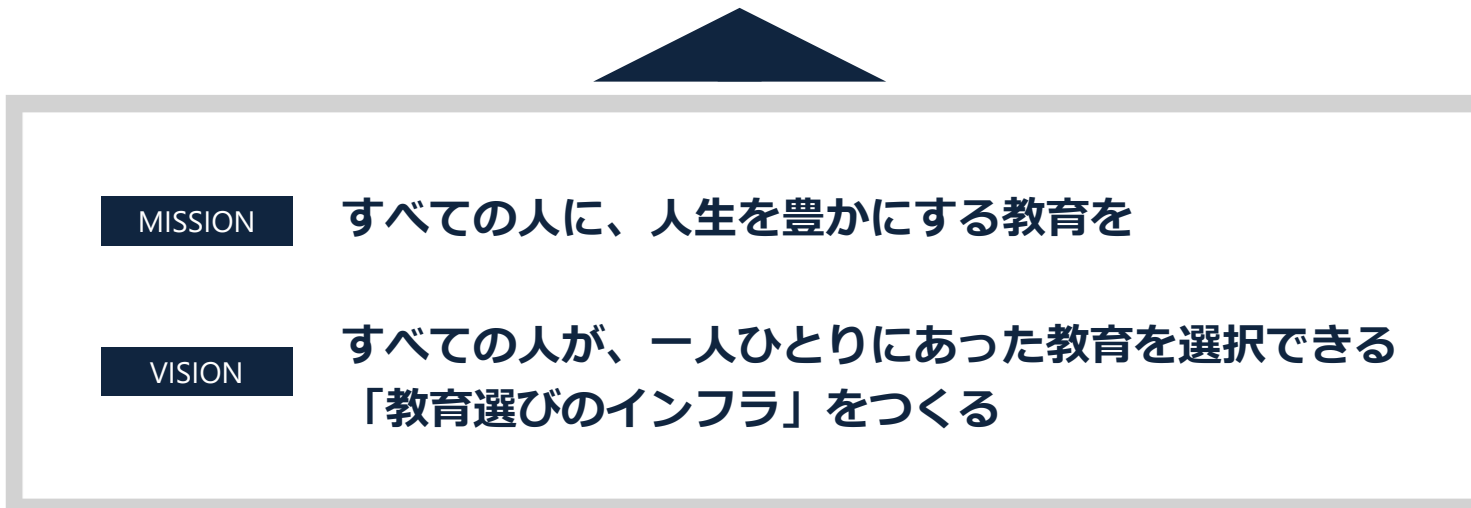 MISSION
すべての人に、人生を豊かにする教育を
VISION
すべての人が、一人ひとりにあった教育を選択できる
「教育選びのインフラ」をつくる